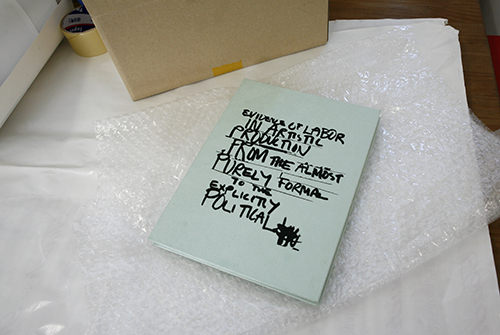 EVIDENCE OF LABOR
IN ARTISTIC
PRODUCTION
FROM THE ALMOST
PURELY FORMAL
TO THE
EXPLICITLY
POLITICAL